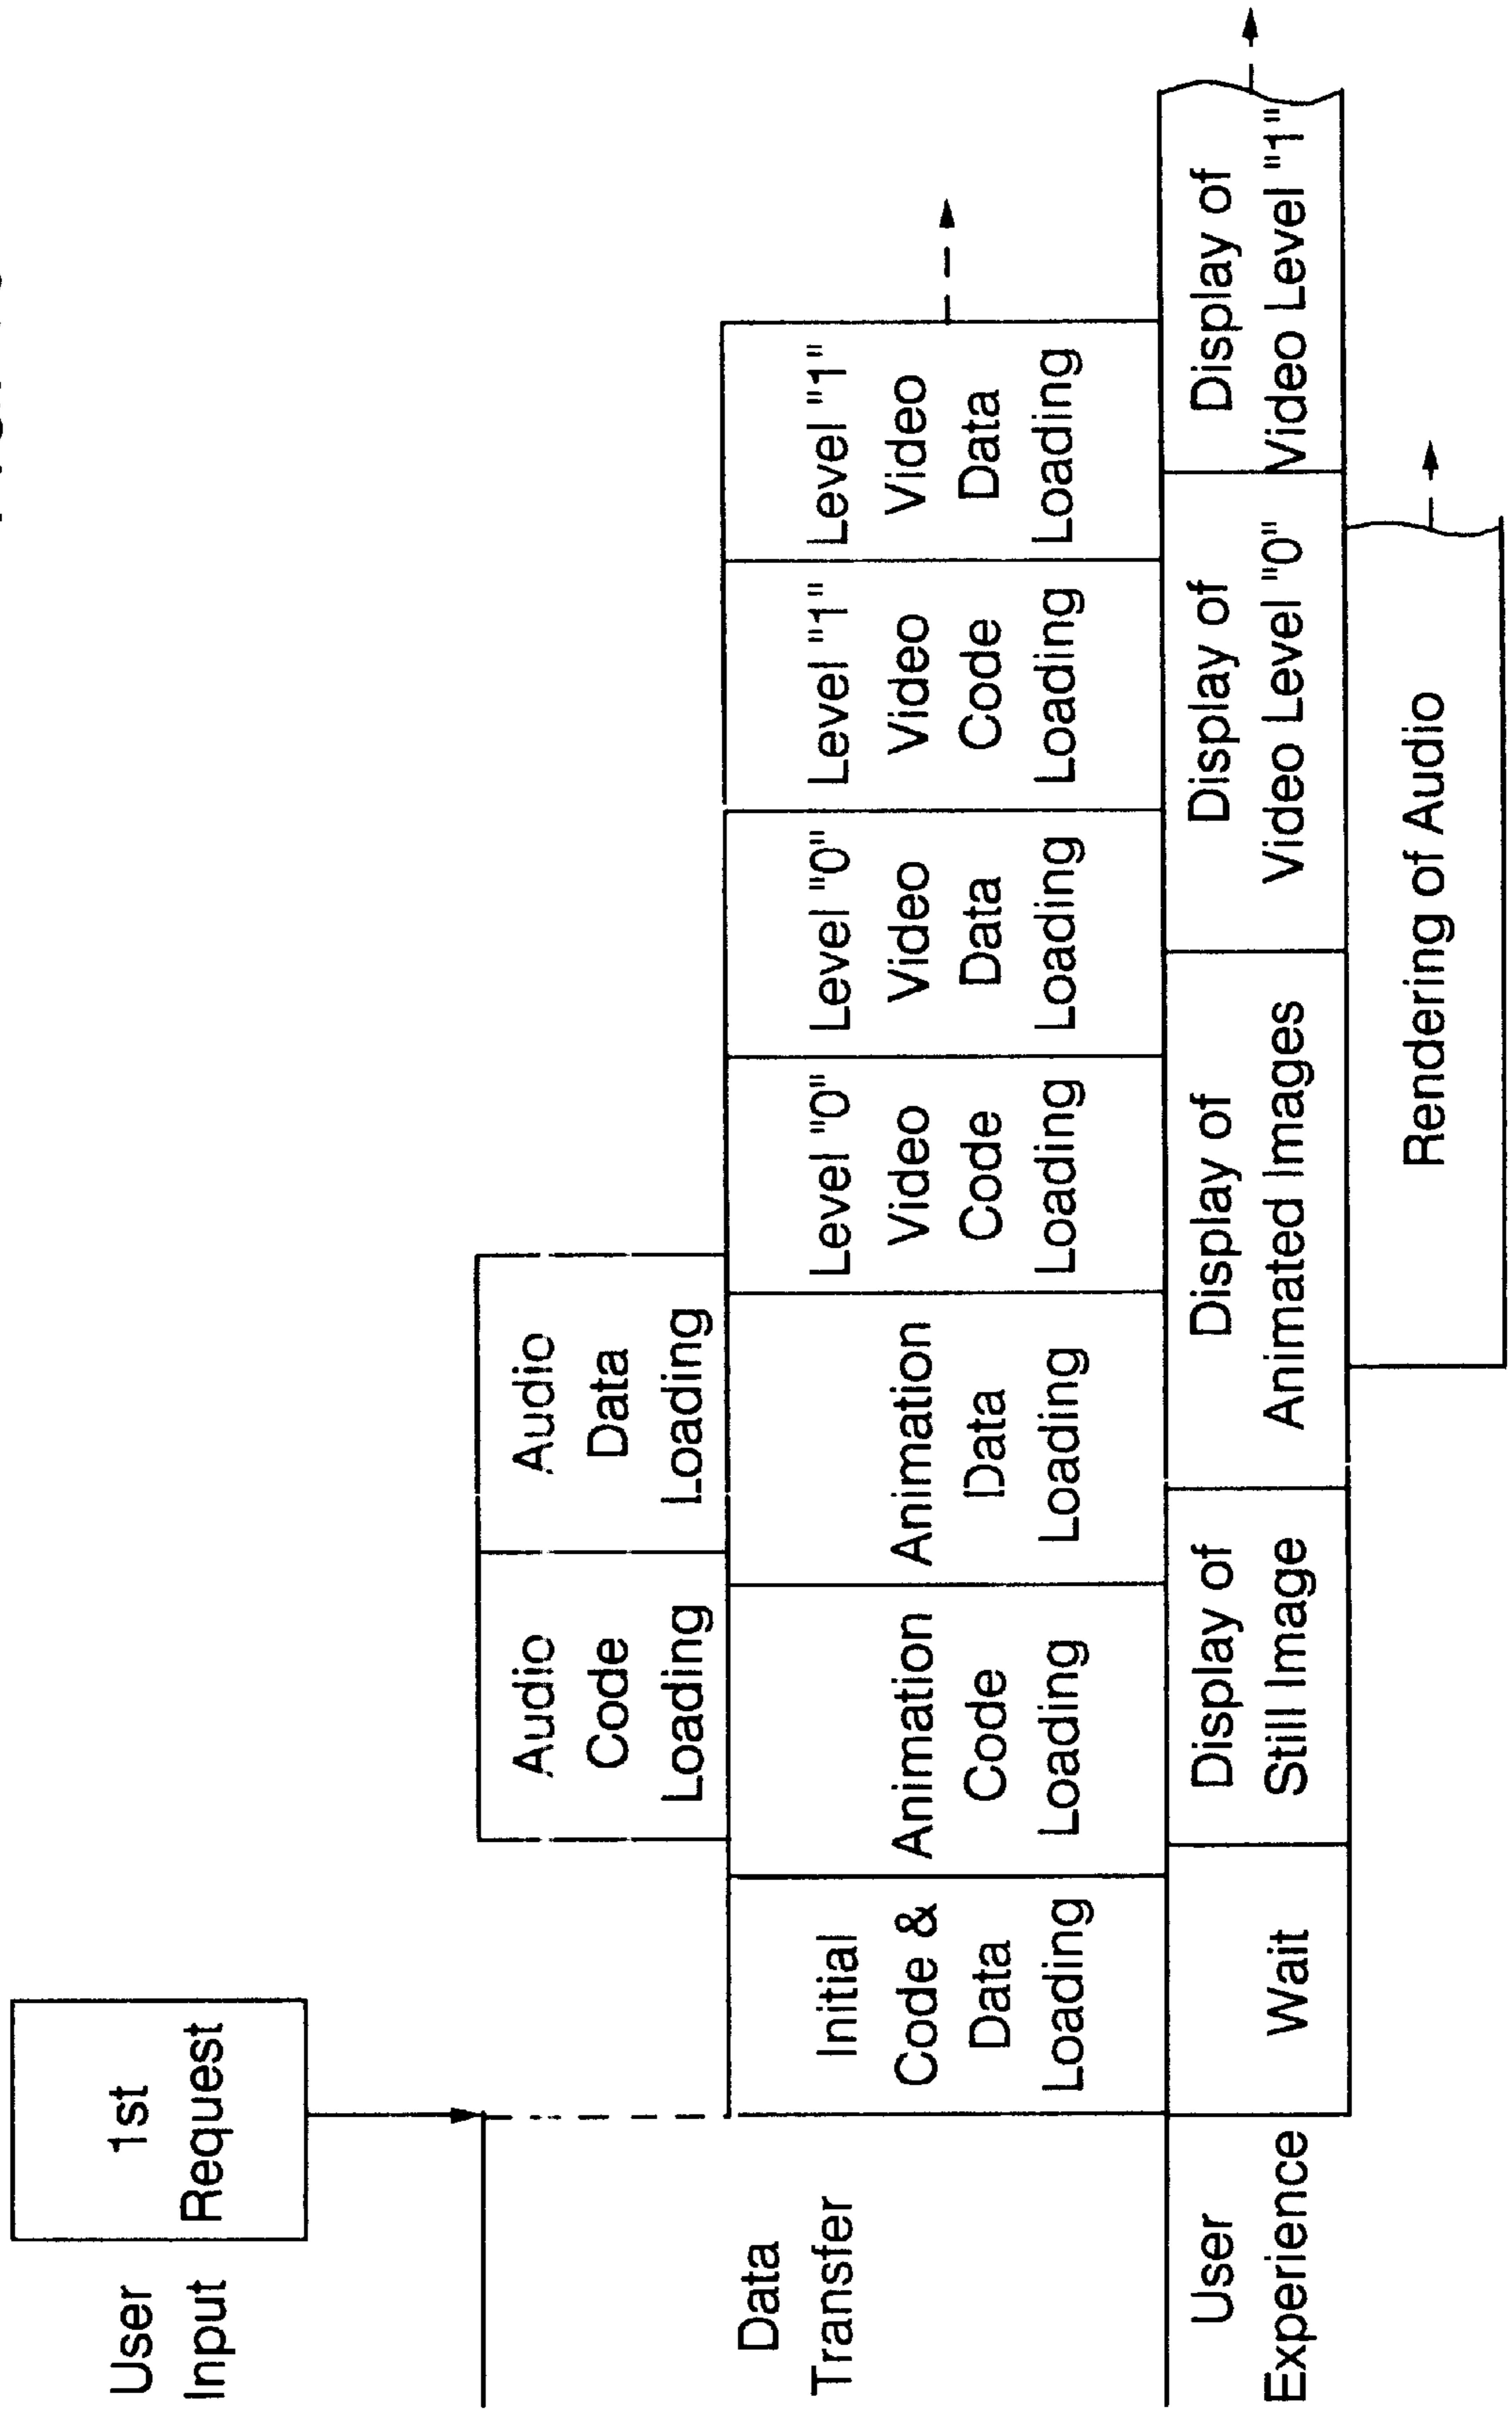 User
Input
1st
Request
Data
Transfer
Audio
Code
Loading
Audio
Data
Loading
Initial
Code &
Data
Loading
Animation
Code
Loading
Animation
Data
Loading
Level "0"
Video
Code
Loading
Level "0"
Video
Data
Loading
Level "1"
Video
Code
Loading
Level "1"
Video
Data
Loading
User
Experience
Wait
Display of
Still Image
Display of
Animated Images
Display of
Video Level "0"
Display of
Video Level "1"
Rendering of Audio